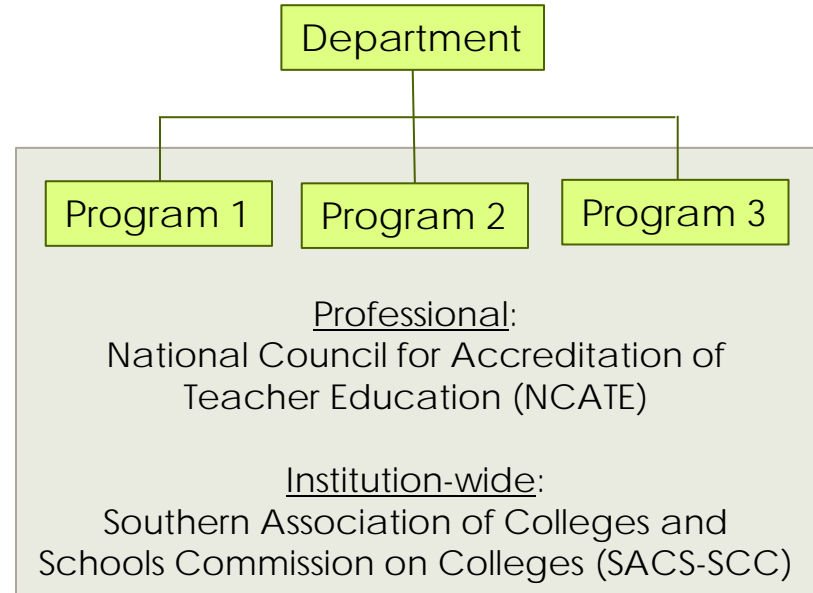 Department
Program 1
Program 2
Program 3
Professional:
National Council for Accreditation of
Teacher Education (NCATE)
Institution-wide:
Southern Association of Colleges and
Schools Commission on Colleges (SACS-SCC)